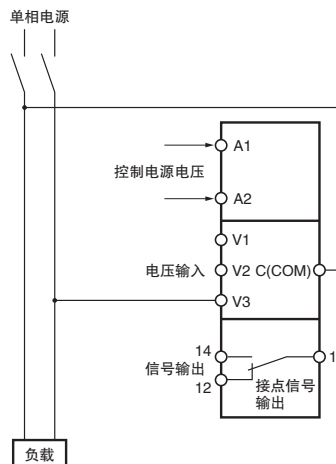 单相电源
A1
控制电源电压
A2
V1
电压输入 V2 C(COM)
V3
14
信号输出
12
接点信号
输出
负载